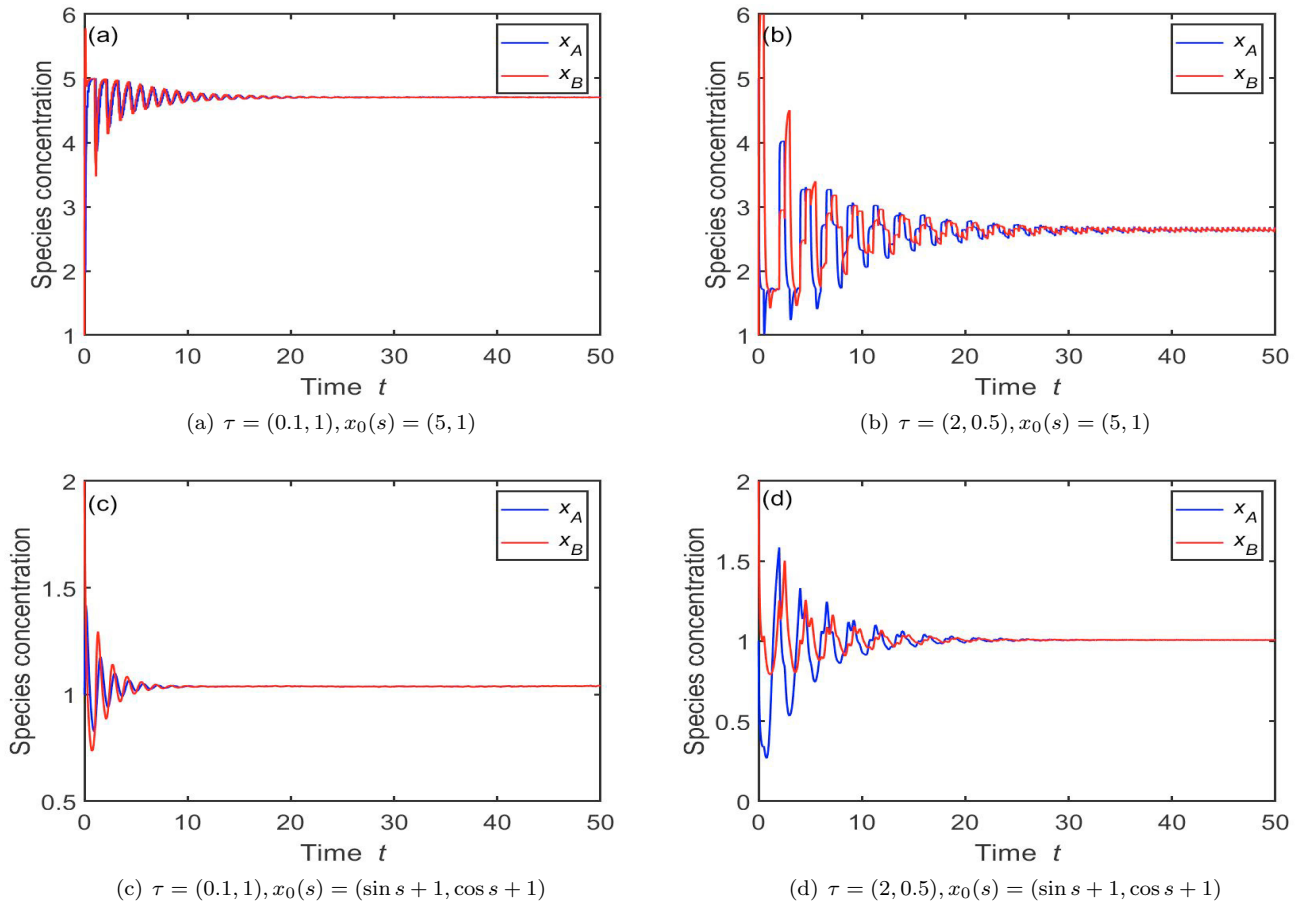 (a)
x_A
x_B
6
5
4
3
2
1
0 10 20 30 40 50
Species concentration
Time t
(a) τ = (0.1, 1), x₀(s) = (5, 1)
(b)
x_A
x_B
6
5
4
3
2
1
0 10 20 30 40 50
Species concentration
Time t
(b) τ = (2, 0.5), x₀(s) = (5, 1)
(c)
x_A
x_B
2
1.5
1
0.5
0 10 20 30 40 50
Species concentration
Time t
(c) τ = (0.1, 1), x₀(s) = (sin s + 1, cos s + 1)
(d)
x_A
x_B
2
1.5
1
0.5
0
0 10 20 30 40 50
Species concentration
Time t
(d) τ = (2, 0.5), x₀(s) = (sin s + 1, cos s + 1)